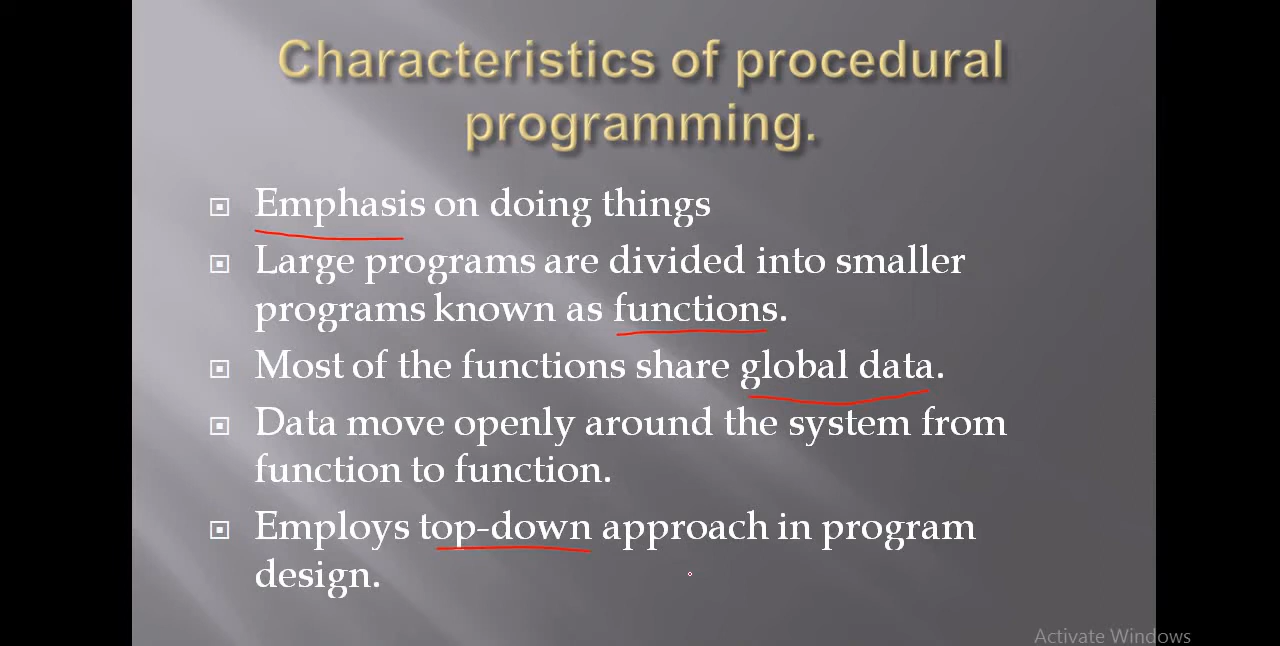 Characteristics of procedural
programming.
Emphasis on doing things
Large programs are divided into smaller
programs known as functions.
Most of the functions share global data.
Data move openly around the system from
function to function.
Employs top-down approach in program
design.
Activate Windows